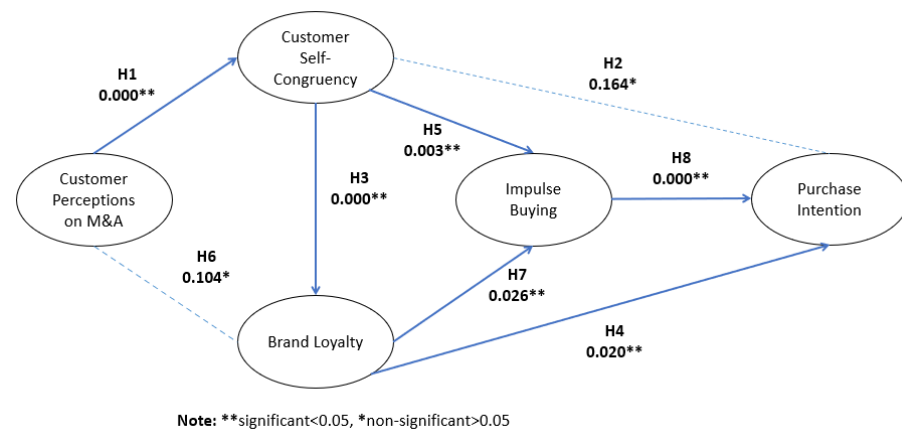 Customer
Self-
Congruency
H1
0.000**
H2
0.164*
H5
0.003**
H3
0.000**
H8
0.000**
Customer
Perceptions
on M&A
Impulse
Buying
Purchase
Intention
H6
0.104*
H7
0.026**
Brand Loyalty
H4
0.020**
Note: **significant<0.05, *non-significant>0.05